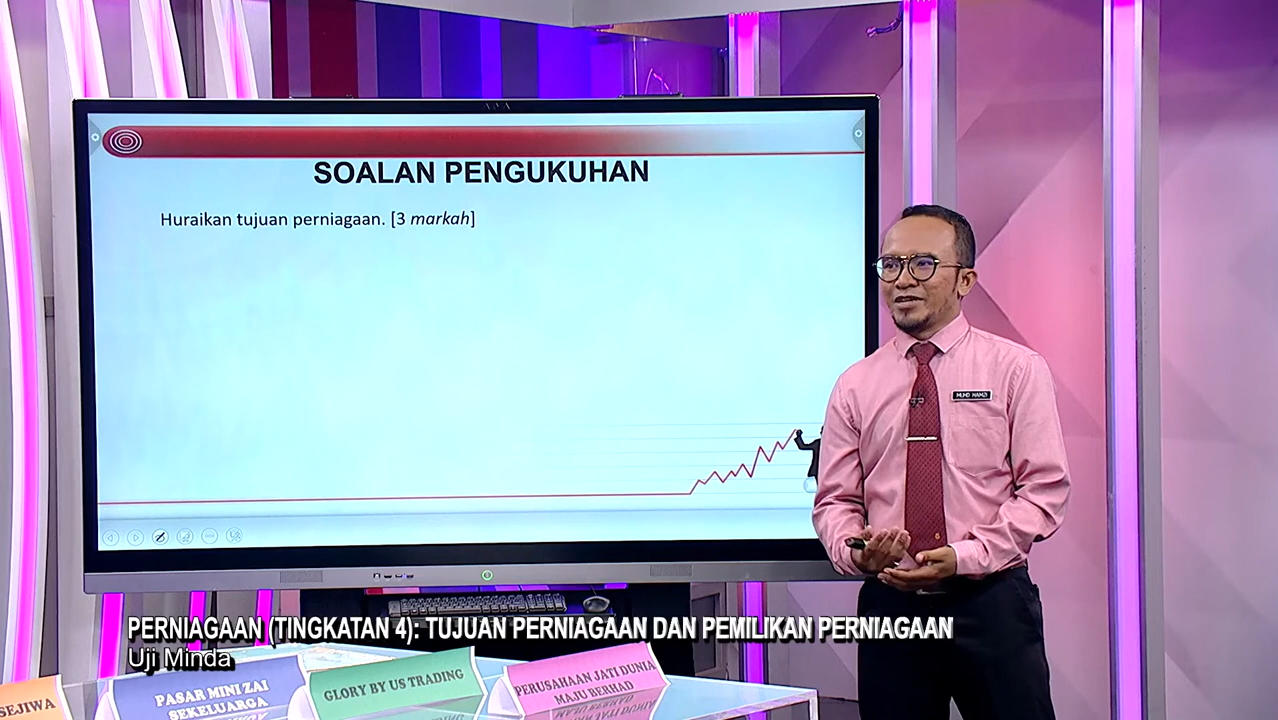 SOALAN PENGUKUHAN
Huraikan tujuan perniagaan. [3 markah]
MUHD HAMZI
PERNIAGAAN (TINGKATAN 4): TUJUAN PERNIAGAAN DAN PEMILIKAN PERNIAGAAN
Uji Minda
SEJIWA
PASAR MINI ZAI
SEKELUARGA
GLORY BY US TRADING
PERUSAHAAN JATI DUNIA
MAJU BERHAD